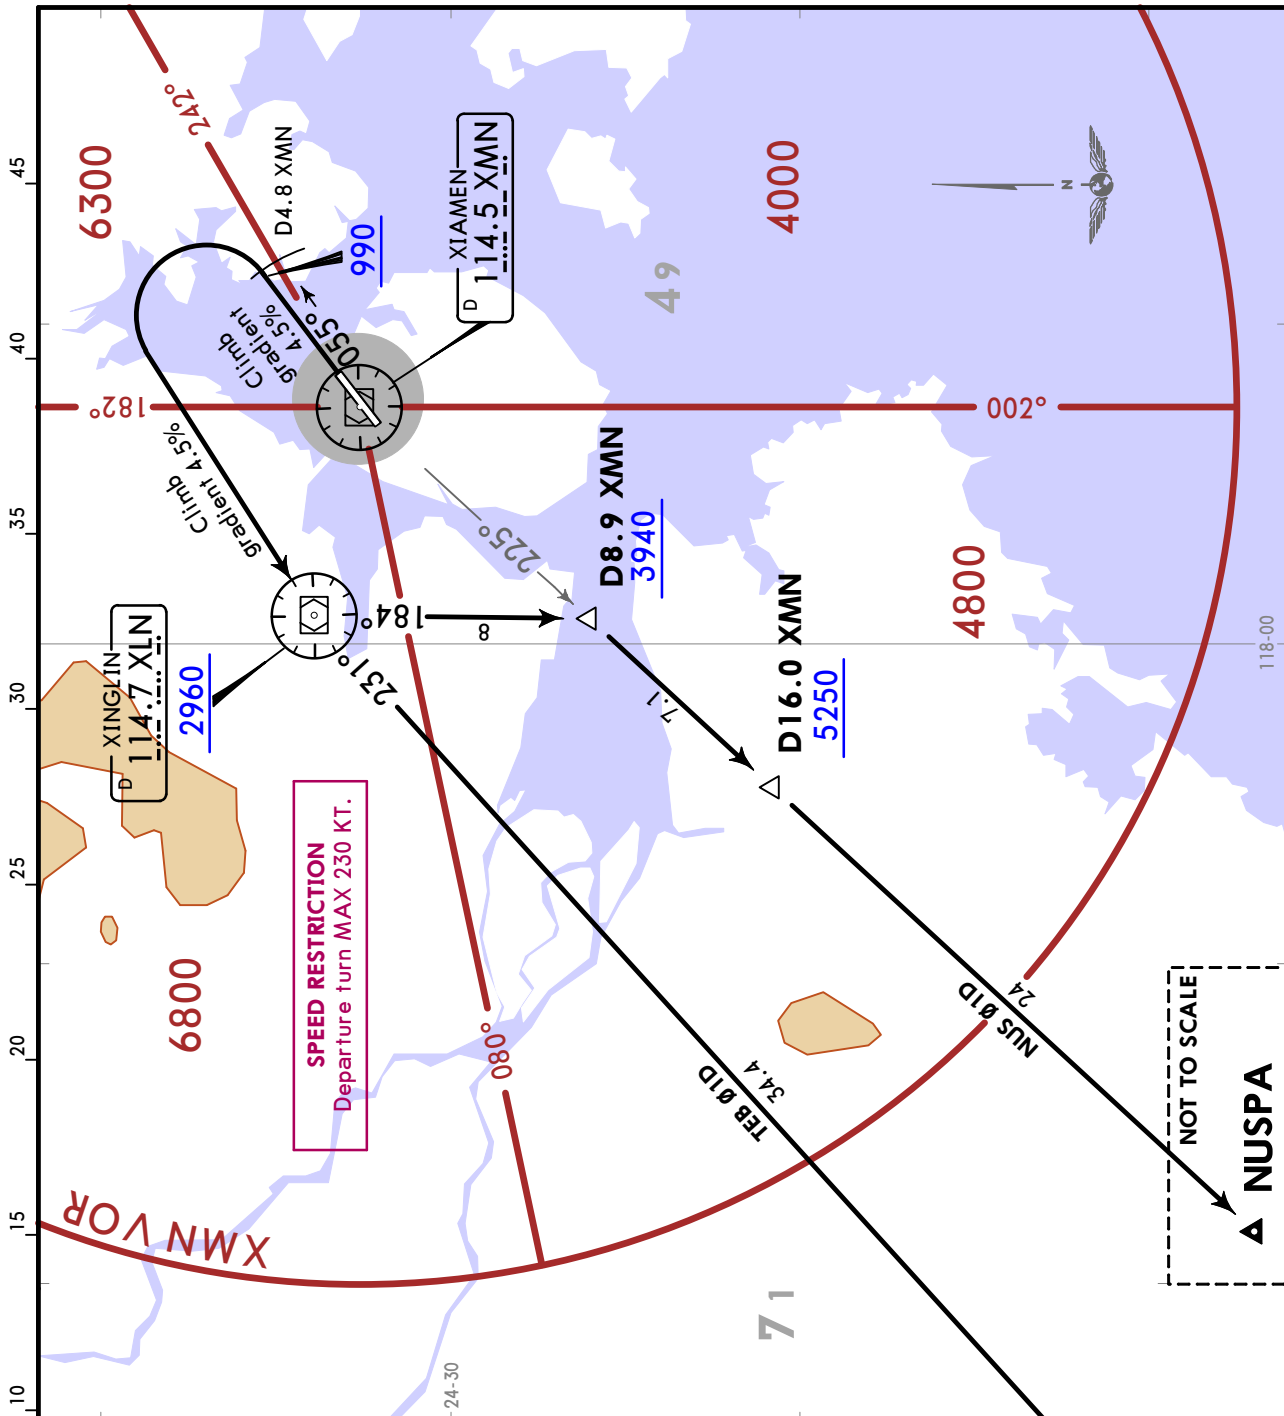 45
40
35
30
25
20
15
10
6300
242°
D4.8 XMN
990
XIAMEN
D
114.5 XMN
4000
N
49
055°
Climb
gradient
4.5%
182°
002°
Climb
gradient 4.5%
225°
D8.9 XMN
3940
XINGLIN
D
114.7 XLN
2960
184°
8
231°
7.1
D16.0 XMN
5250
4800
118-00
SPEED RESTRICTION
Departure turn MAX 230 KT.
6800
080°
TEB Ø1D
34.4
NUS Ø1D
24
NOT TO SCALE
NUSPA
XMN VOR
71
24-30